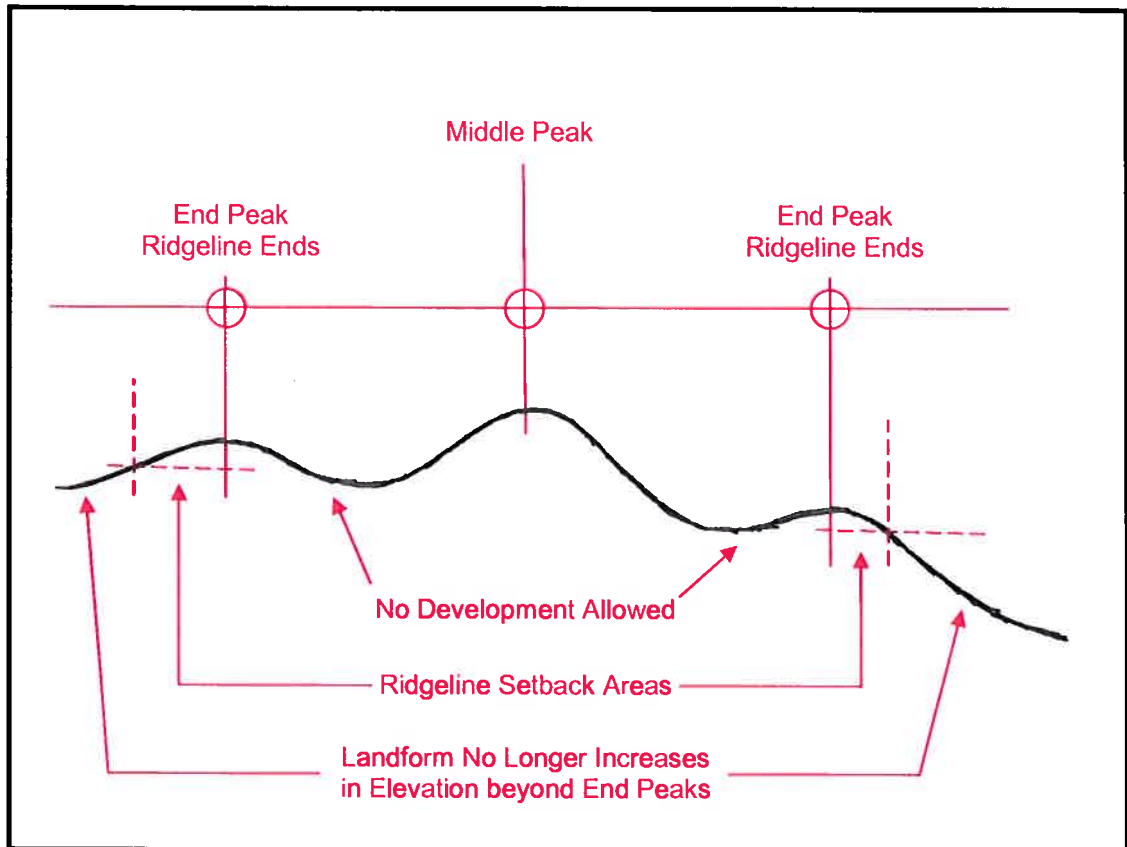 Middle Peak
End Peak
Ridgeline Ends
End Peak
Ridgeline Ends
No Development Allowed
Ridgeline Setback Areas
Landform No Longer Increases
in Elevation beyond End Peaks